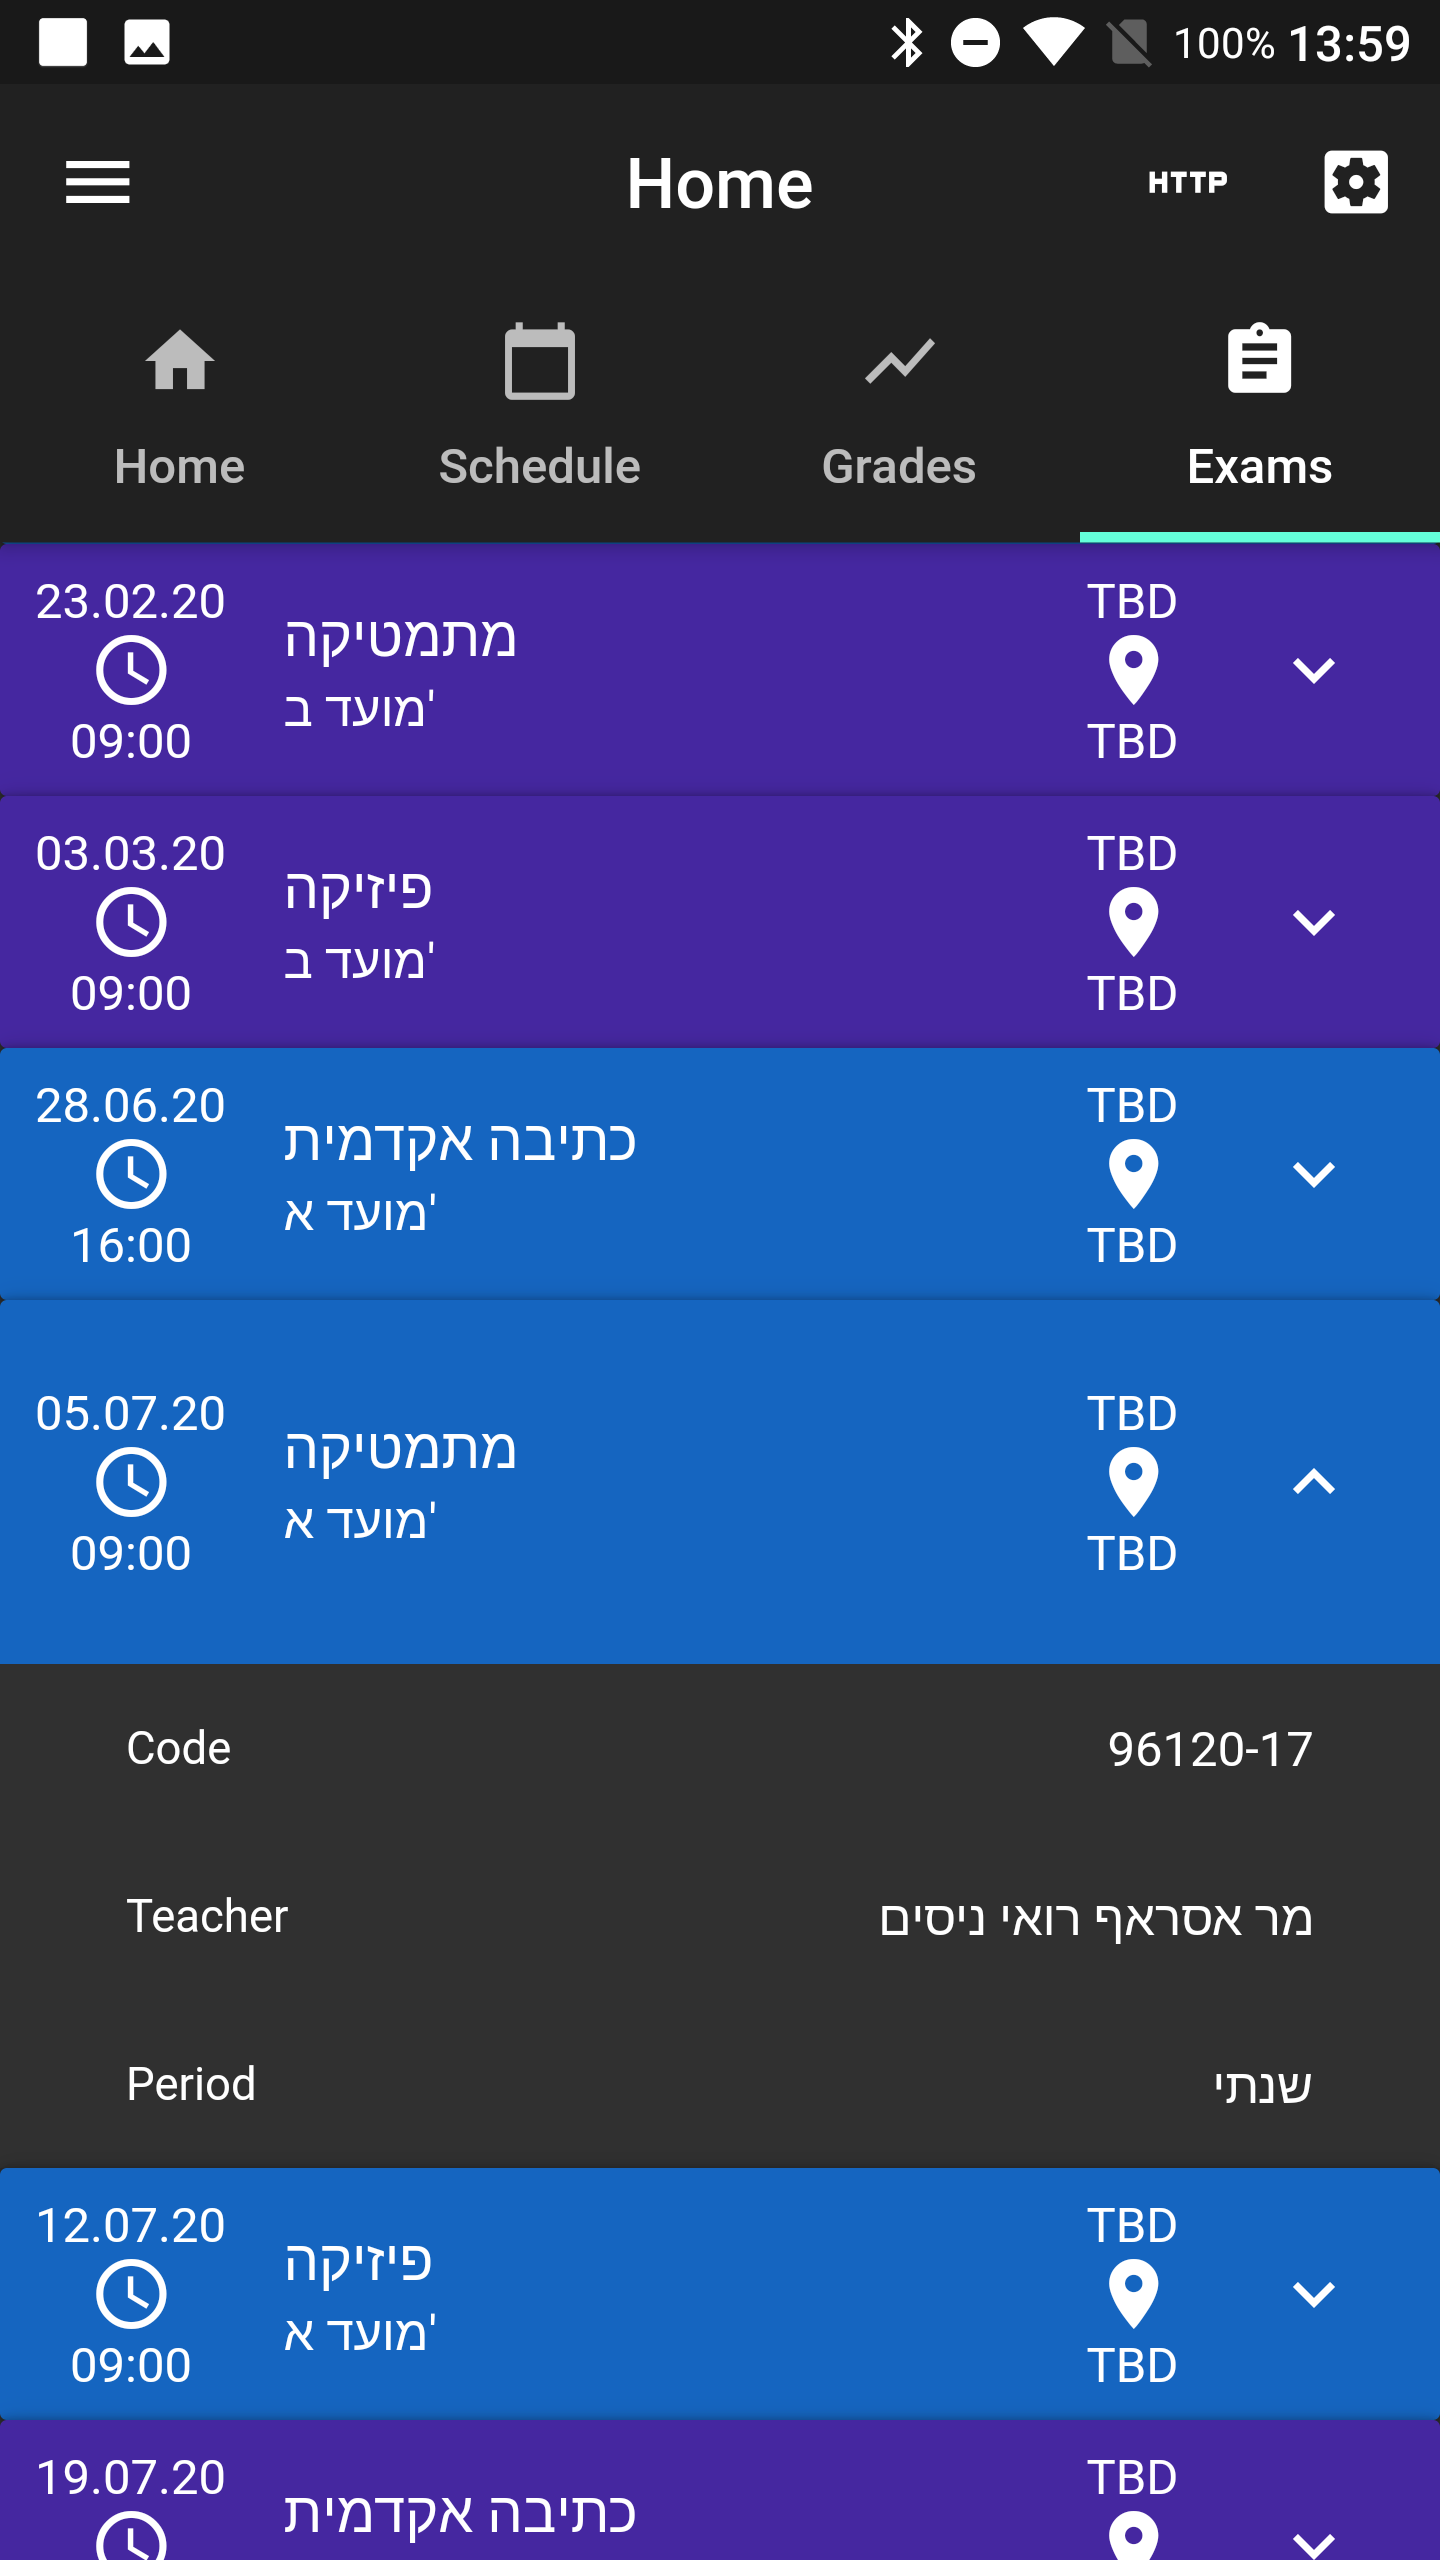 100% 13:59
Home HTTP
Home Schedule Grades Exams
23.02.20
09:00
מתמטיקה
מועד ב'
TBD
TBD
03.03.20
09:00
פיזיקה
מועד ב'
TBD
TBD
28.06.20
16:00
כתיבה אקדמית
מועד א'
TBD
TBD
05.07.20
09:00
מתמטיקה
מועד א'
TBD
TBD
Code 96120-17
Teacher מר אסראף רואי ניסים
Period שנתי
12.07.20
09:00
פיזיקה
מועד א'
TBD
TBD
19.07.20
כתיבה אקדמית
TBD